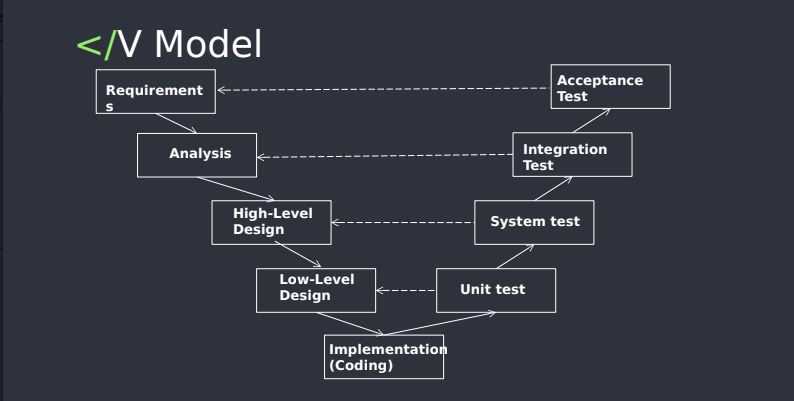 </V Model
Requirement
s
Acceptance
Test
Analysis
Integration
Test
High-Level
Design
System test
Low-Level
Design
Unit test
Implementation
(Coding)